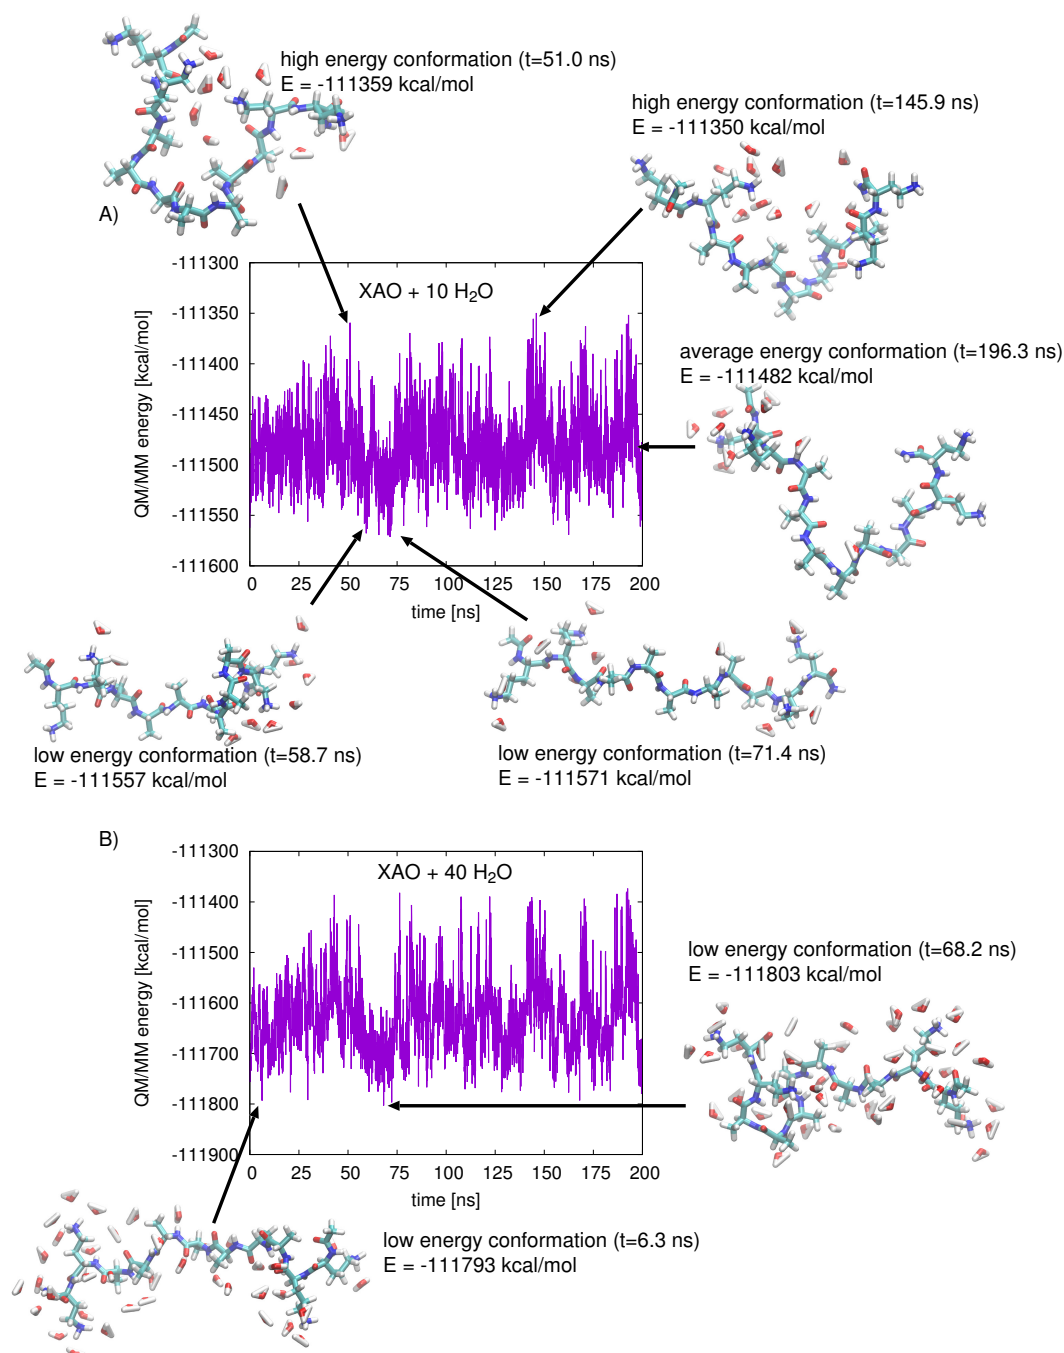 high energy conformation (t=51.0 ns)
E = -111359 kcal/mol
high energy conformation (t=145.9 ns)
E = -111350 kcal/mol
A)
-111300
-111350
-111400
-111450
-111500
-111550
-111600
QM/MM energy [kcal/mol]
XAO + 10 H₂O
0 25 50 75 100 125 150 175 200
time [ns]
average energy conformation (t=196.3 ns)
E = -111482 kcal/mol
low energy conformation (t=58.7 ns)
E = -111557 kcal/mol
low energy conformation (t=71.4 ns)
E = -111571 kcal/mol
B)
-111300
-111400
-111500
-111600
-111700
-111800
-111900
QM/MM energy [kcal/mol]
XAO + 40 H₂O
0 25 50 75 100 125 150 175 200
time [ns]
low energy conformation (t=68.2 ns)
E = -111803 kcal/mol
low energy conformation (t=6.3 ns)
E = -111793 kcal/mol